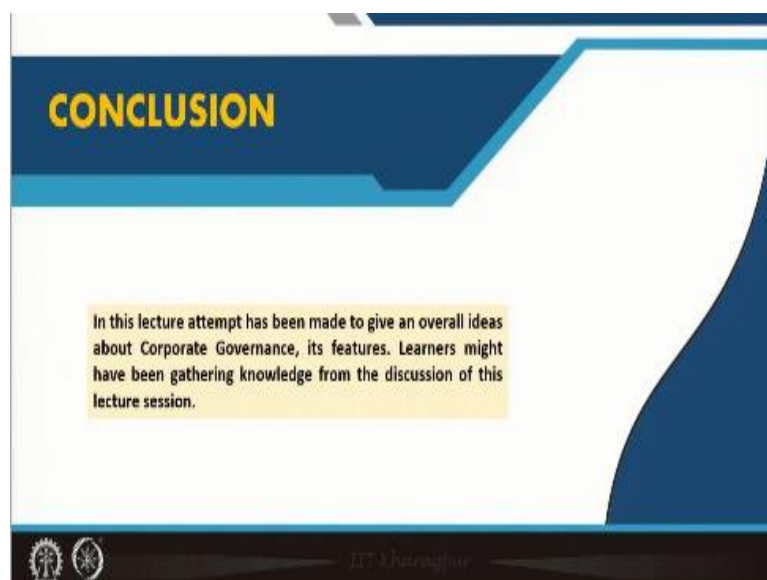 CONCLUSION
In this lecture attempt has been made to give an overall ideas
about Corporate Governance, its features. Learners might
have been gathering knowledge from the discussion of this
lecture session.
IIT Kharagpur